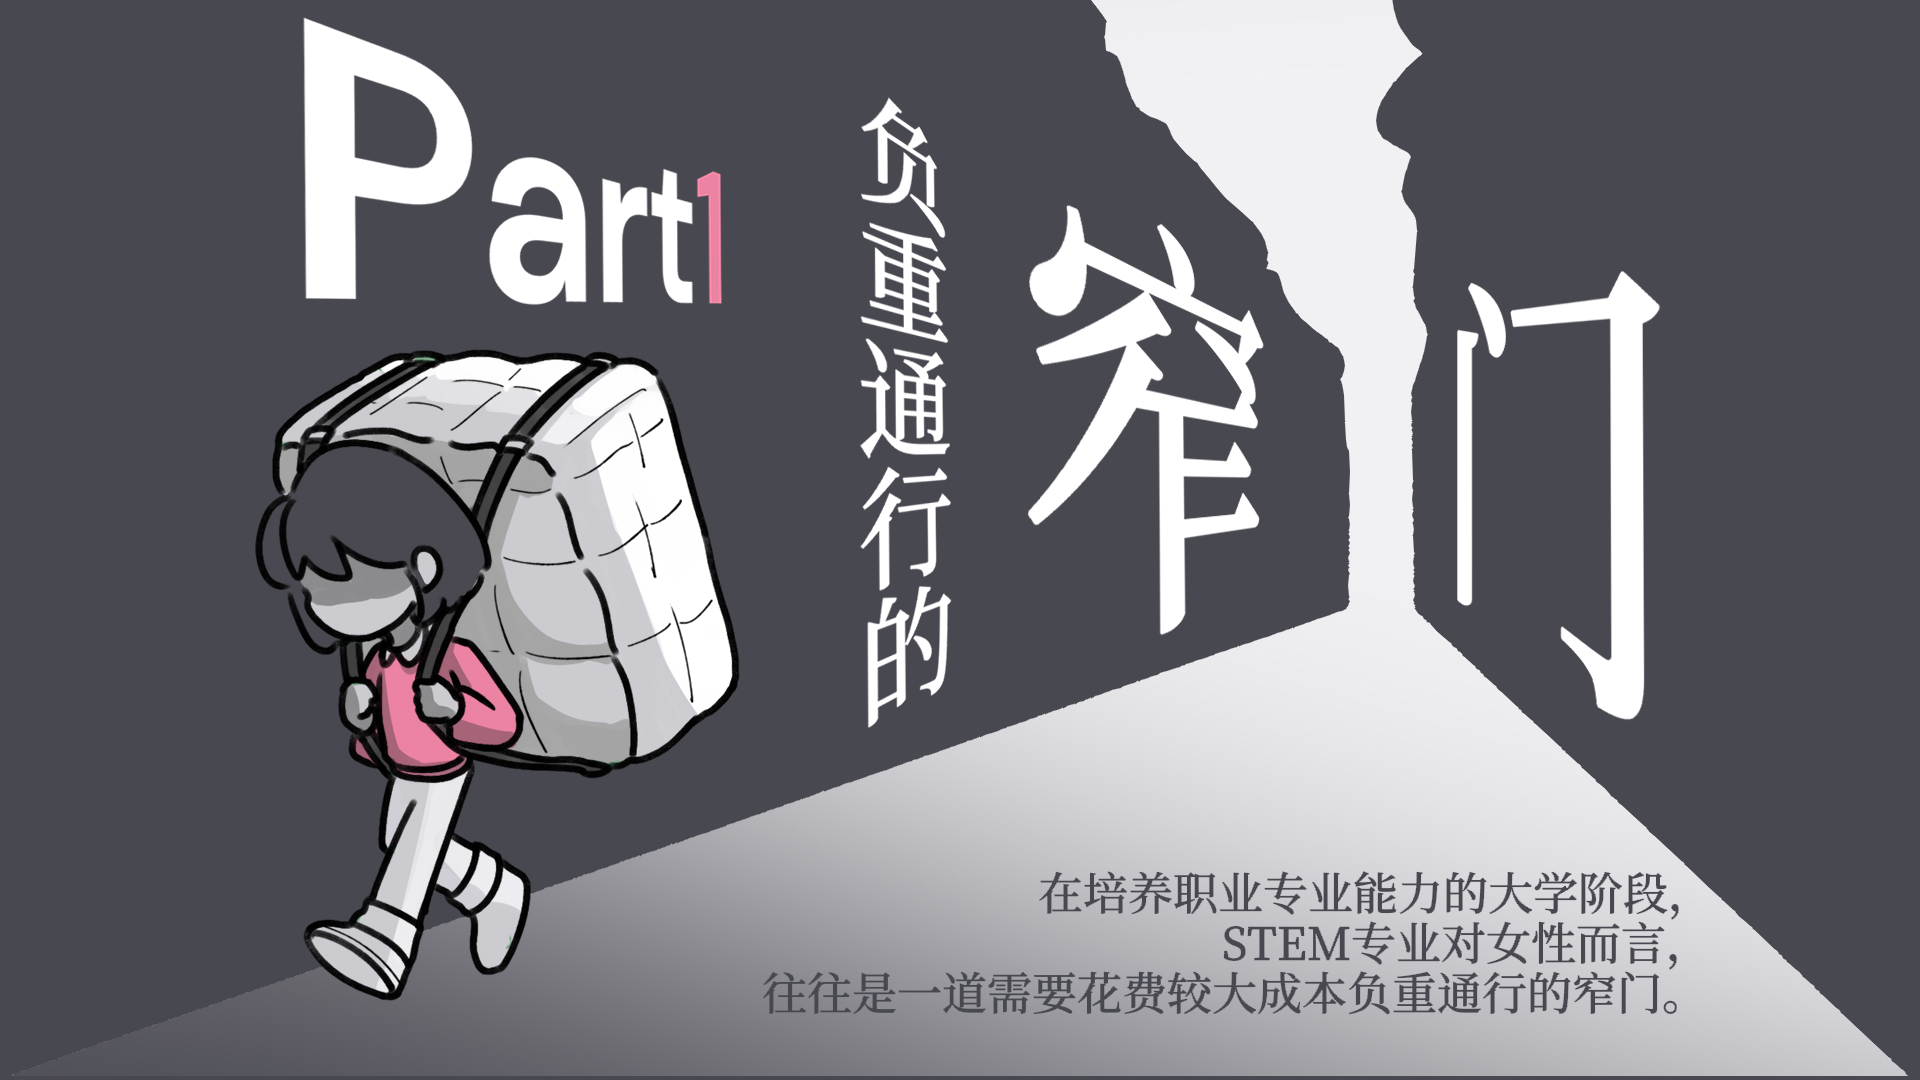 Part1
负重通行的
窄门
在培养职业专业能力的大学阶段，
STEM专业对女性而言，
往往是一道需要花费较大成本负重通行的窄门。